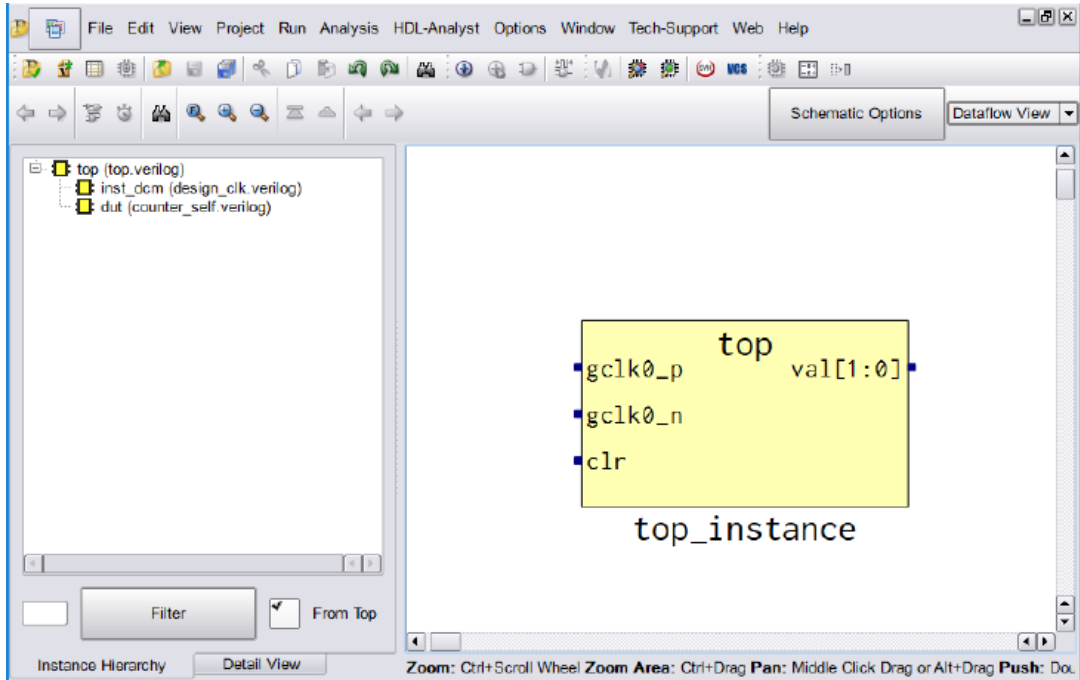 File Edit View Project Run Analysis HDL-Analyst Options Window Tech-Support Web Help
VCS
Schematic Options
Dataflow View
top (top.verilog)
inst_dcm (design_clk.verilog)
dut (counter_self.verilog)
top
gclk0_p
val[1:0]
gclk0_n
clr
top_instance
Filter
From Top
Instance Hierarchy
Detail View
Zoom: Ctrl+Scroll Wheel Zoom Area: Ctrl+Drag Pan: Middle Click Drag or Alt+Drag Push: